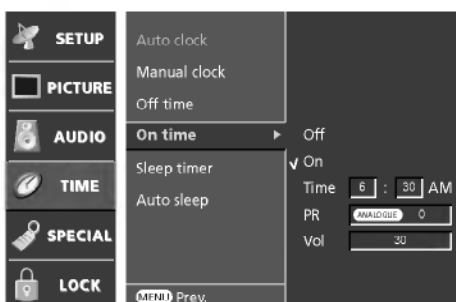 SETUP
PICTURE
AUDIO
TIME
SPECIAL
LOCK
Auto clock
Manual clock
Off time
On time
Sleep timer
Auto sleep
MENU Prev.
Off
On
Time 6 : 30 AM
PR ANALOGUE 0
Vol 30